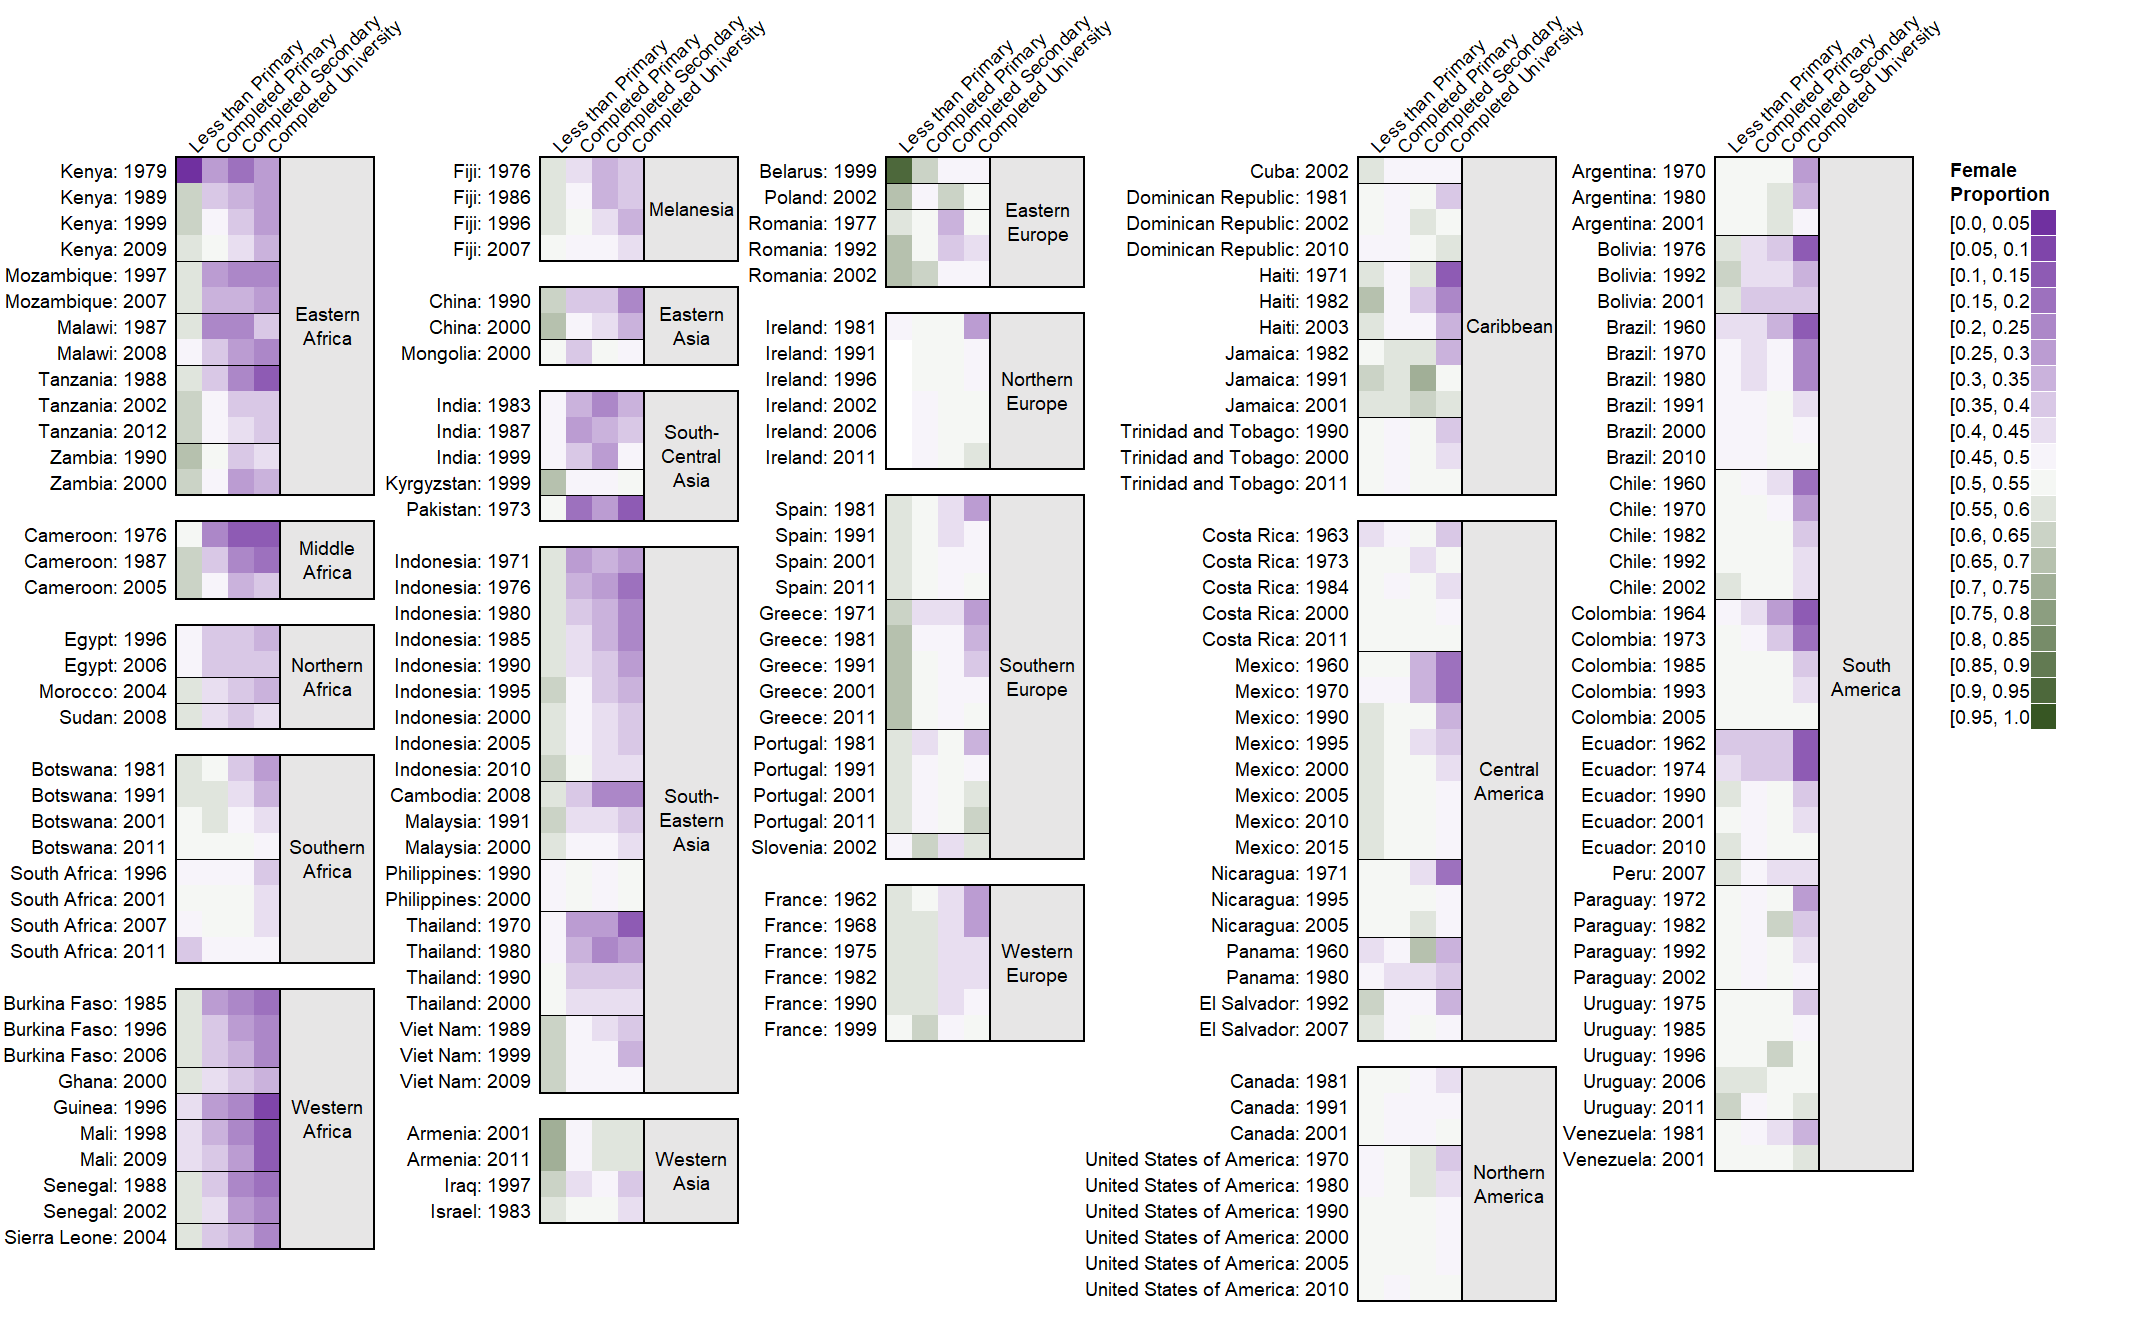 Less than Primary
Completed Primary
Completed Secondary
Completed University
Kenya: 1979
Kenya: 1989
Kenya: 1999
Kenya: 2009
Mozambique: 1997
Mozambique: 2007
Malawi: 1987
Malawi: 2008
Tanzania: 1988
Tanzania: 2002
Tanzania: 2012
Zambia: 1990
Zambia: 2000
Eastern
Africa
Cameroon: 1976
Cameroon: 1987
Cameroon: 2005
Middle
Africa
Egypt: 1996
Egypt: 2006
Morocco: 2004
Sudan: 2008
Northern
Africa
Botswana: 1981
Botswana: 1991
Botswana: 2001
Botswana: 2011
South Africa: 1996
South Africa: 2001
South Africa: 2007
South Africa: 2011
Southern
Africa
Burkina Faso: 1985
Burkina Faso: 1996
Burkina Faso: 2006
Ghana: 2000
Guinea: 1996
Mali: 1998
Mali: 2009
Senegal: 1988
Senegal: 2002
Sierra Leone: 2004
Western
Africa
Less than Primary
Completed Primary
Completed Secondary
Completed University
Fiji: 1976
Fiji: 1986
Fiji: 1996
Fiji: 2007
Melanesia
China: 1990
China: 2000
Mongolia: 2000
Eastern
Asia
India: 1983
India: 1987
India: 1999
Kyrgyzstan: 1999
Pakistan: 1973
South-
Central
Asia
Indonesia: 1971
Indonesia: 1976
Indonesia: 1980
Indonesia: 1985
Indonesia: 1990
Indonesia: 1995
Indonesia: 2000
Indonesia: 2005
Indonesia: 2010
Cambodia: 2008
Malaysia: 1991
Malaysia: 2000
Philippines: 1990
Philippines: 2000
Thailand: 1970
Thailand: 1980
Thailand: 1990
Thailand: 2000
Viet Nam: 1989
Viet Nam: 1999
Viet Nam: 2009
South-
Eastern
Asia
Armenia: 2001
Armenia: 2011
Iraq: 1997
Israel: 1983
Western
Asia
Less than Primary
Completed Primary
Completed Secondary
Completed University
Belarus: 1999
Poland: 2002
Romania: 1977
Romania: 1992
Romania: 2002
Eastern
Europe
Ireland: 1981
Ireland: 1991
Ireland: 1996
Ireland: 2002
Ireland: 2006
Ireland: 2011
Northern
Europe
Spain: 1981
Spain: 1991
Spain: 2001
Spain: 2011
Greece: 1971
Greece: 1981
Greece: 1991
Greece: 2001
Greece: 2011
Portugal: 1981
Portugal: 1991
Portugal: 2001
Portugal: 2011
Slovenia: 2002
Southern
Europe
France: 1962
France: 1968
France: 1975
France: 1982
France: 1990
France: 1999
Western
Europe
Less than Primary
Completed Primary
Completed Secondary
Completed University
Cuba: 2002
Dominican Republic: 1981
Dominican Republic: 2002
Dominican Republic: 2010
Haiti: 1971
Haiti: 1982
Haiti: 2003
Jamaica: 1982
Jamaica: 1991
Jamaica: 2001
Trinidad and Tobago: 1990
Trinidad and Tobago: 2000
Trinidad and Tobago: 2011
Caribbean
Costa Rica: 1963
Costa Rica: 1973
Costa Rica: 1984
Costa Rica: 2000
Costa Rica: 2011
Mexico: 1960
Mexico: 1970
Mexico: 1990
Mexico: 1995
Mexico: 2000
Mexico: 2005
Mexico: 2010
Mexico: 2015
Nicaragua: 1971
Nicaragua: 1995
Nicaragua: 2005
Panama: 1960
Panama: 1980
El Salvador: 1992
El Salvador: 2007
Central
America
Canada: 1981
Canada: 1991
Canada: 2001
United States of America: 1970
United States of America: 1980
United States of America: 1990
United States of America: 2000
United States of America: 2005
United States of America: 2010
Northern
America
Less than Primary
Completed Primary
Completed Secondary
Completed University
Argentina: 1970
Argentina: 1980
Argentina: 2001
Bolivia: 1976
Bolivia: 1992
Bolivia: 2001
Brazil: 1960
Brazil: 1970
Brazil: 1980
Brazil: 1991
Brazil: 2000
Brazil: 2010
Chile: 1960
Chile: 1970
Chile: 1982
Chile: 1992
Chile: 2002
Colombia: 1964
Colombia: 1973
Colombia: 1985
Colombia: 1993
Colombia: 2005
Ecuador: 1962
Ecuador: 1974
Ecuador: 1990
Ecuador: 2001
Ecuador: 2010
Peru: 2007
Paraguay: 1972
Paraguay: 1982
Paraguay: 1992
Paraguay: 2002
Uruguay: 1975
Uruguay: 1985
Uruguay: 1996
Uruguay: 2006
Uruguay: 2011
Venezuela: 1981
Venezuela: 2001
South
America
Female
Proportion
[0.0, 0.05
[0.05, 0.1
[0.1, 0.15
[0.15, 0.2
[0.2, 0.25
[0.25, 0.3
[0.3, 0.35
[0.35, 0.4
[0.4, 0.45
[0.45, 0.5
[0.5, 0.55
[0.55, 0.6
[0.6, 0.65
[0.65, 0.7
[0.7, 0.75
[0.75, 0.8
[0.8, 0.85
[0.85, 0.9
[0.9, 0.95
[0.95, 1.0